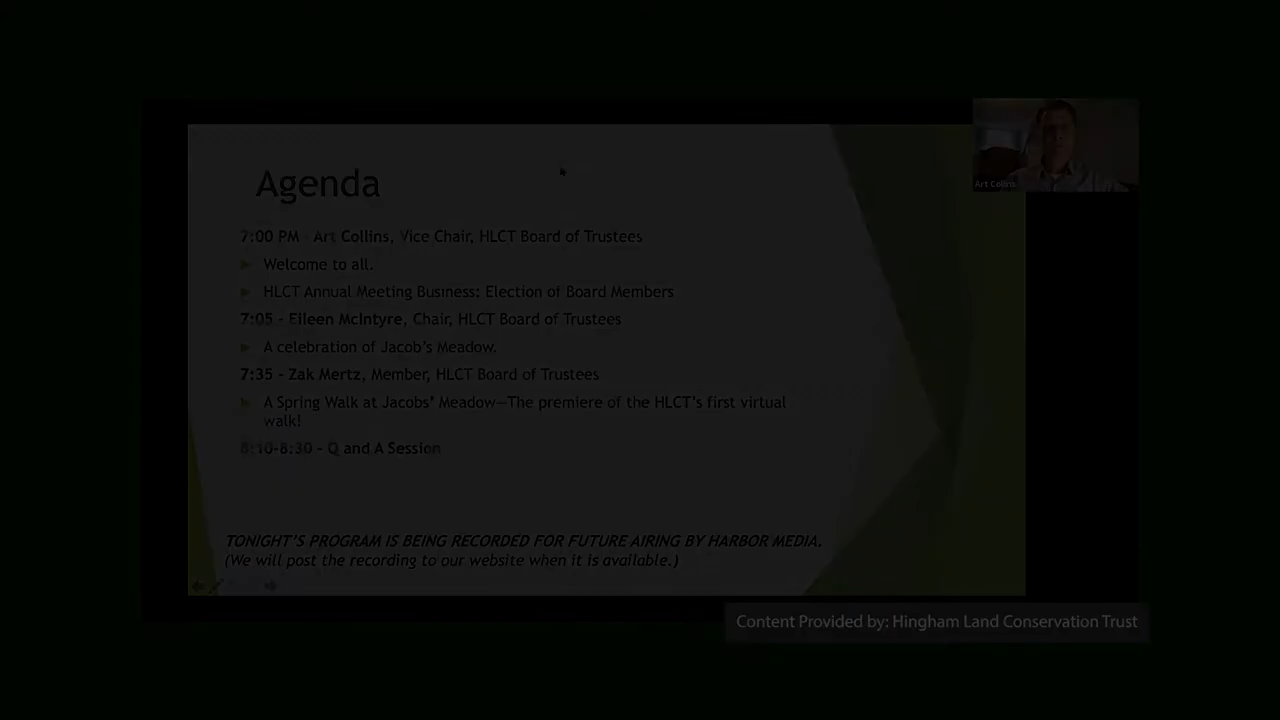 Agenda
Art Collins
7:00 PM - Art Collins, Vice Chair, HLCT Board of Trustees
Welcome to all.
HLCT Annual Meeting Business: Election of Board Members
7:05 - Eileen McIntyre, Chair, HLCT Board of Trustees
A celebration of Jacob's Meadow.
7:35 - Zak Mertz, Member, HLCT Board of Trustees
A Spring Walk at Jacobs' Meadow—The premiere of the HLCT's first virtual
walk!
8:10-8:30 - Q and A Session
TONIGHT'S PROGRAM IS BEING RECORDED FOR FUTURE AIRING BY HARBOR MEDIA.
(We will post the recording to our website when it is available.)
Content Provided by: Hingham Land Conservation Trust